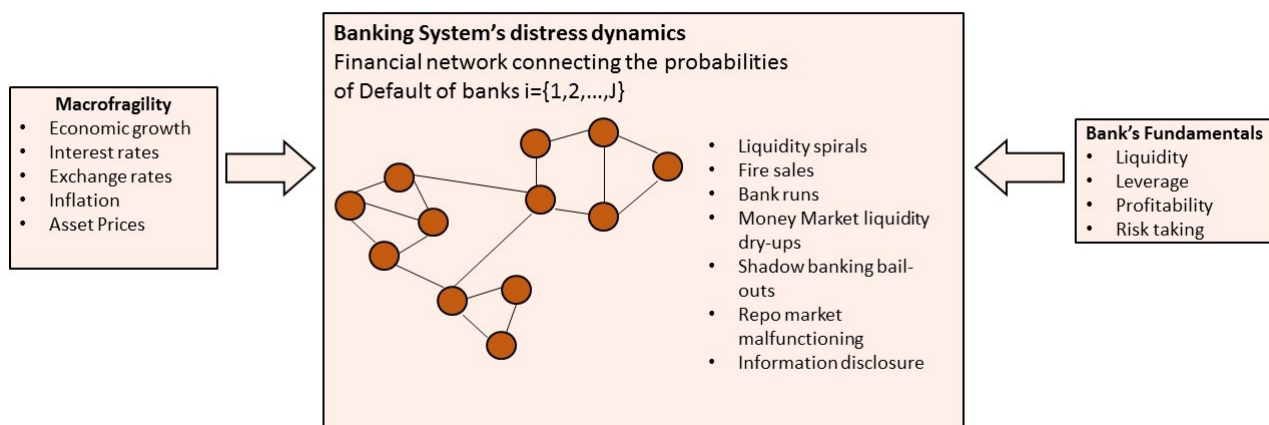 Macrofragility
• Economic growth
• Interest rates
• Exchange rates
• Inflation
• Asset Prices
Banking System’s distress dynamics
Financial network connecting the probabilities
of Default of banks i={1,2,...,J}
• Liquidity spirals
• Fire sales
• Bank runs
• Money Market liquidity
dry-ups
• Shadow banking bail-
outs
• Repo market
malfunctioning
• Information disclosure
Bank’s Fundamentals
• Liquidity
• Leverage
• Profitability
• Risk taking